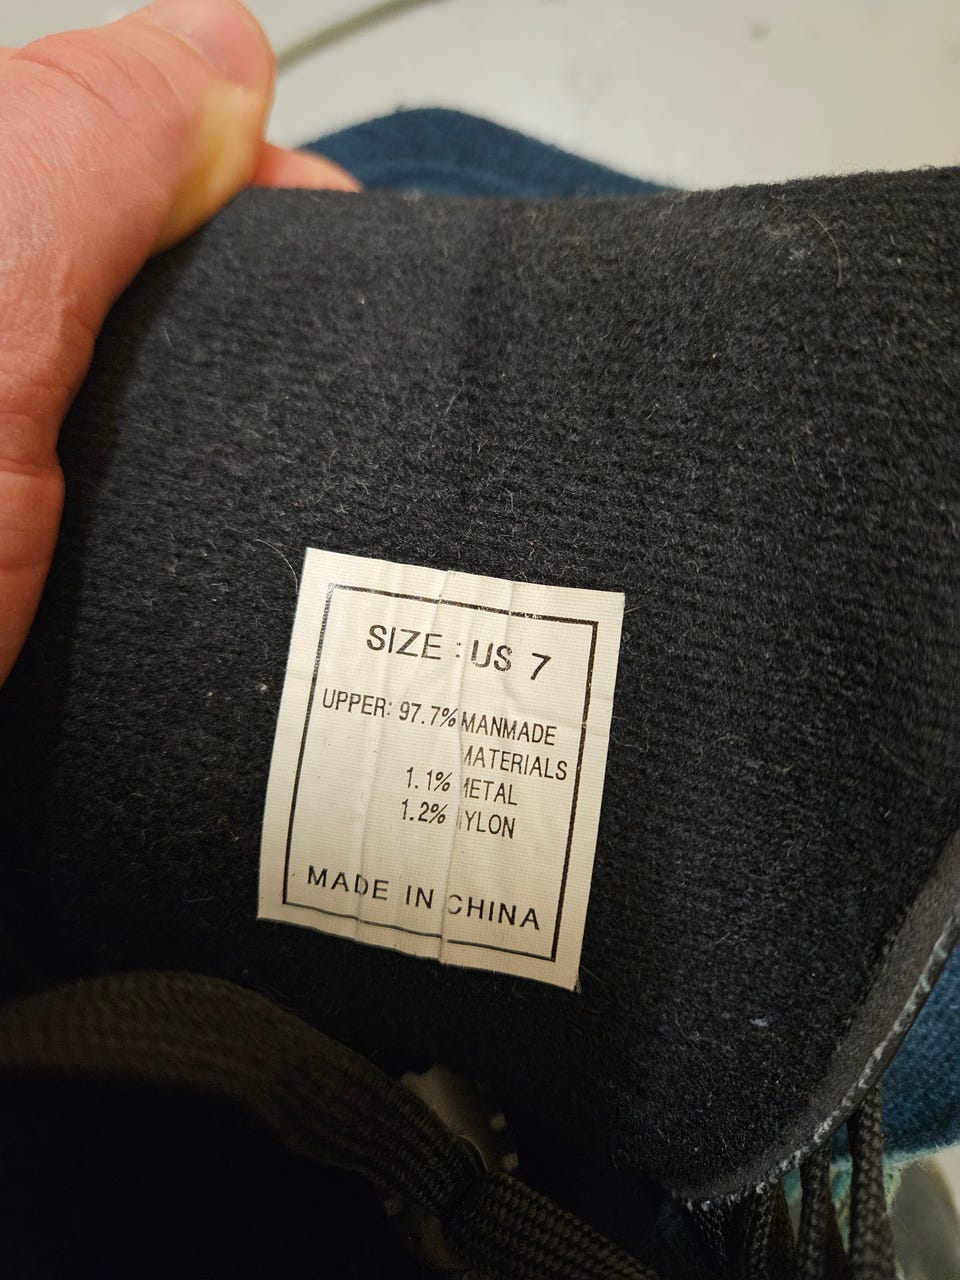 SIZE : US 7
UPPER: 97.7% MANMADE
MATERIALS
1.1% METAL
1.2% NYLON
MADE IN CHINA